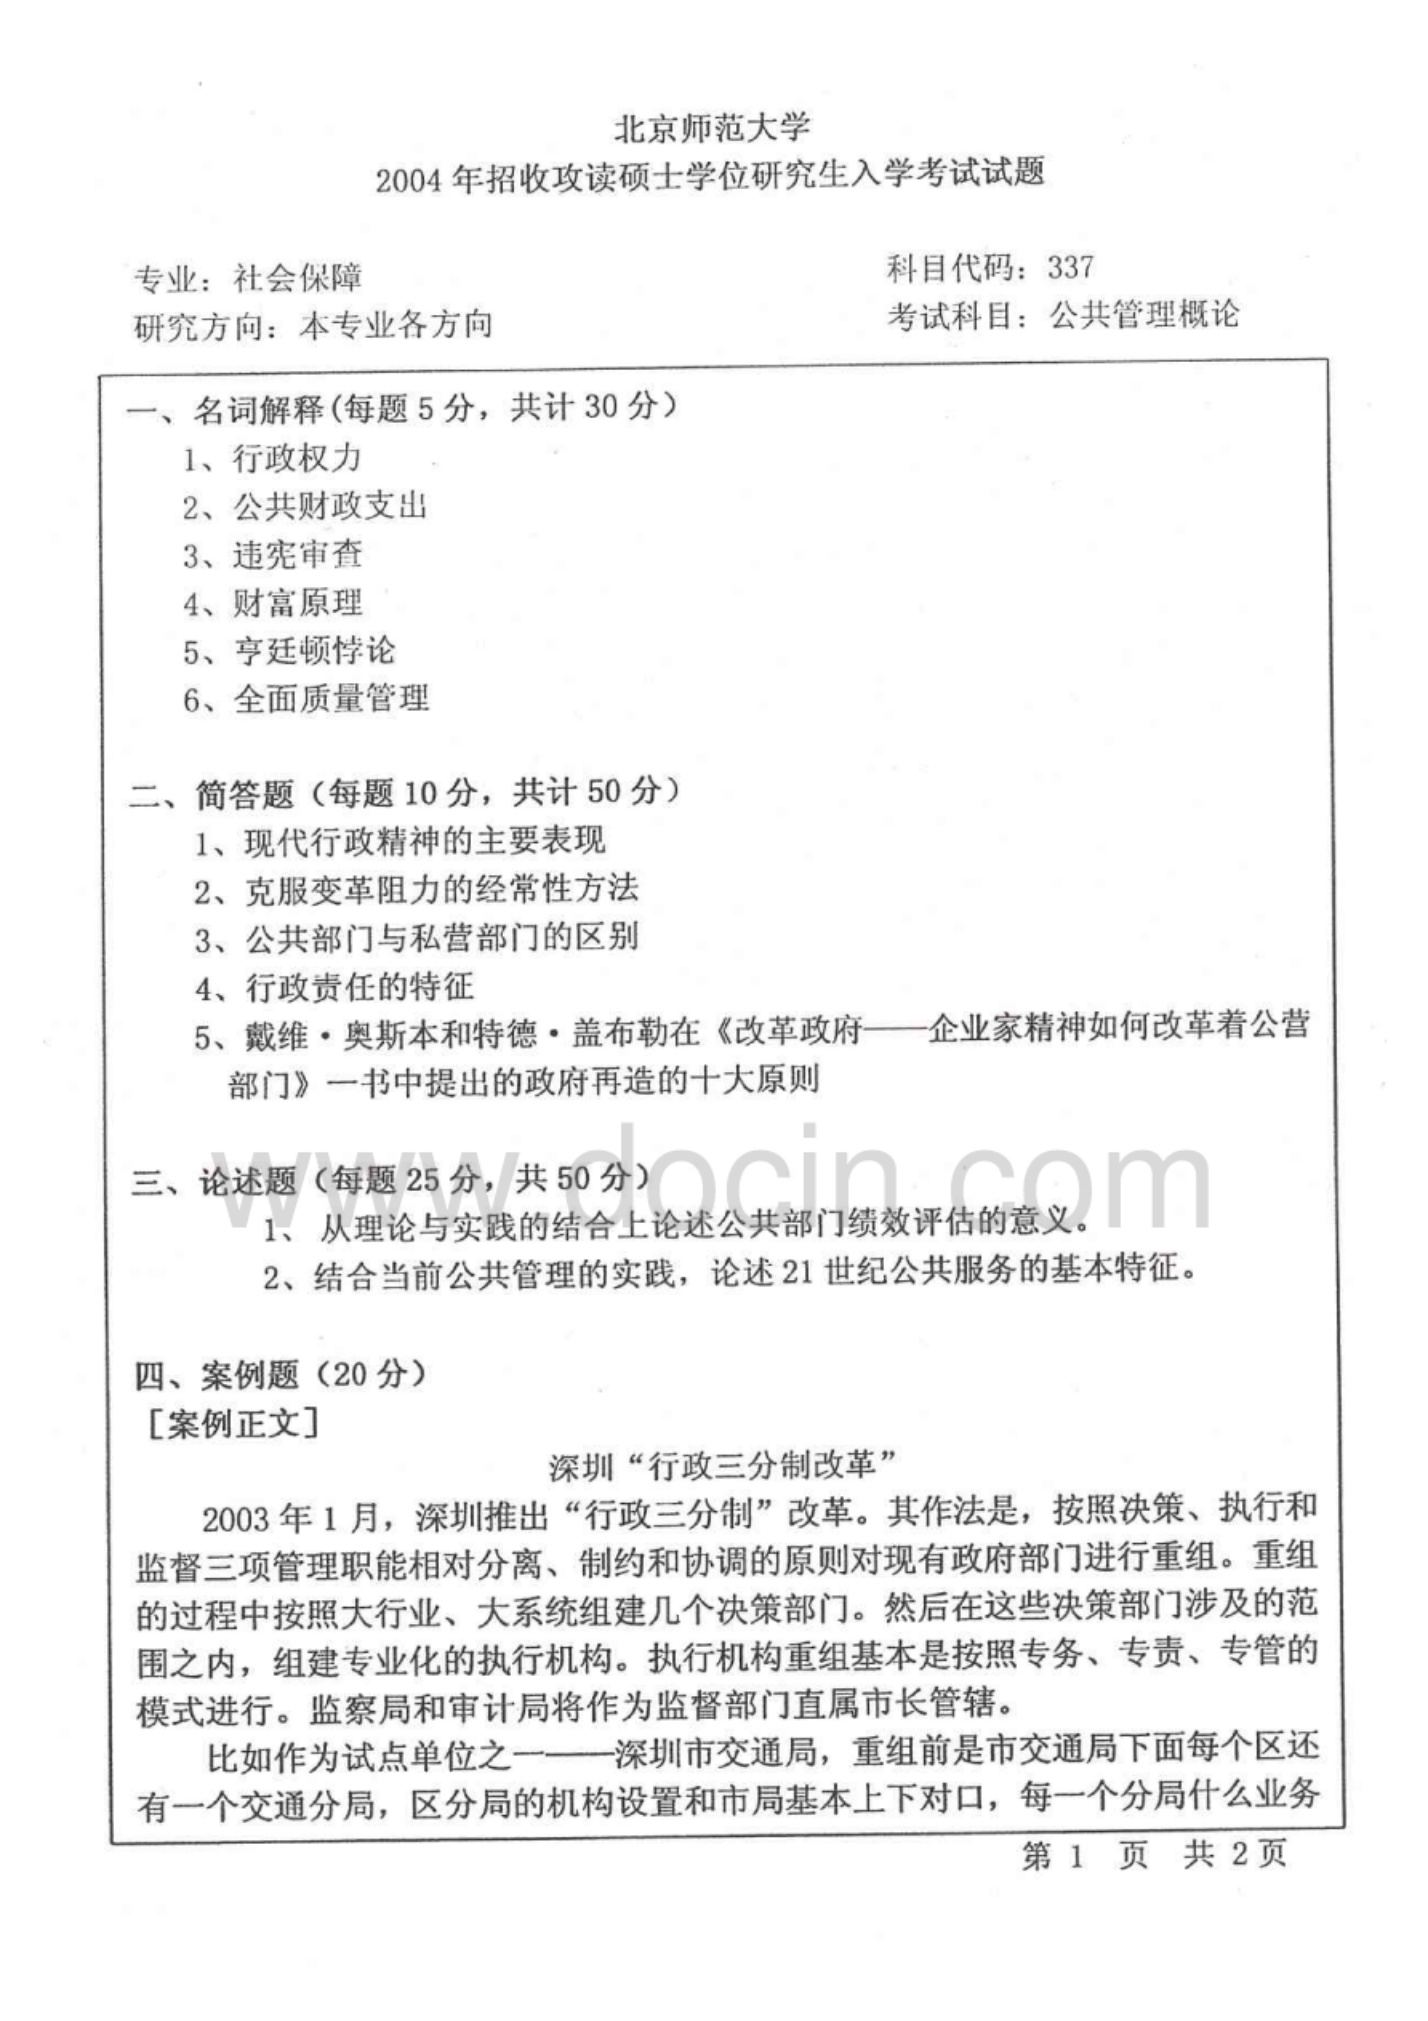 北京师范大学
2004 年招收攻读硕士学位研究生入学考试试题
专业：社会保障
科目代码：337
研究方向：本专业各方向
考试科目：公共管理概论
一、名词解释(每题 5 分，共计 30 分）
1、行政权力
2、公共财政支出
3、违宪审查
4、财富原理
5、亨廷顿悖论
6、全面质量管理
二、简答题（每题 10 分，共计 50 分）
1、现代行政精神的主要表现
2、克服变革阻力的经常性方法
3、公共部门与私营部门的区别
4、行政责任的特征
5、戴维·奥斯本和特德·盖布勒在《改革政府——企业家精神如何改革着公营
部门》一书中提出的政府再造的十大原则
www.docin.com
三、论述题（每题 25 分，共 50 分）
1、 从理论与实践的结合上论述公共部门绩效评估的意义。
2、结合当前公共管理的实践，论述 21 世纪公共服务的基本特征。
四、案例题（20 分）
［案例正文］
深圳“行政三分制改革”
2003 年 1 月，深圳推出“行政三分制”改革。其作法是，按照决策、执行和
监督三项管理职能相对分离、制约和协调的原则对现有政府部门进行重组。重组
的过程中按照大行业、大系统组建几个决策部门。然后在这些决策部门涉及的范
围之内，组建专业化的执行机构。执行机构重组基本是按照专务、专责、专管的
模式进行。监察局和审计局将作为监督部门直属市长管辖。
比如作为试点单位之一——深圳市交通局，重组前是市交通局下面每个区还
有一个交通分局，区分局的机构设置和市局基本上下对口，每一个分局什么业务
第 1 页 共 2 页